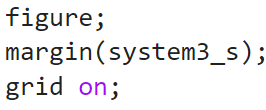 figure;
margin(system3_s);
grid on;